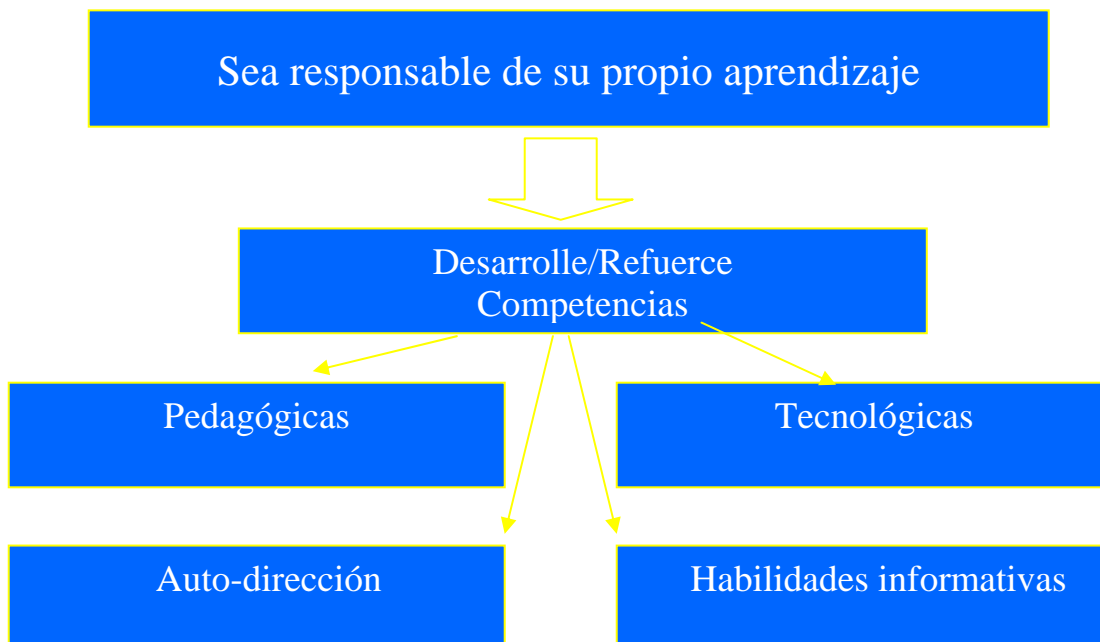 Sea responsable de su propio aprendizaje
Desarrolle/Refuerce
Competencias
Pedagógicas
Tecnológicas
Auto-dirección
Habilidades informativas